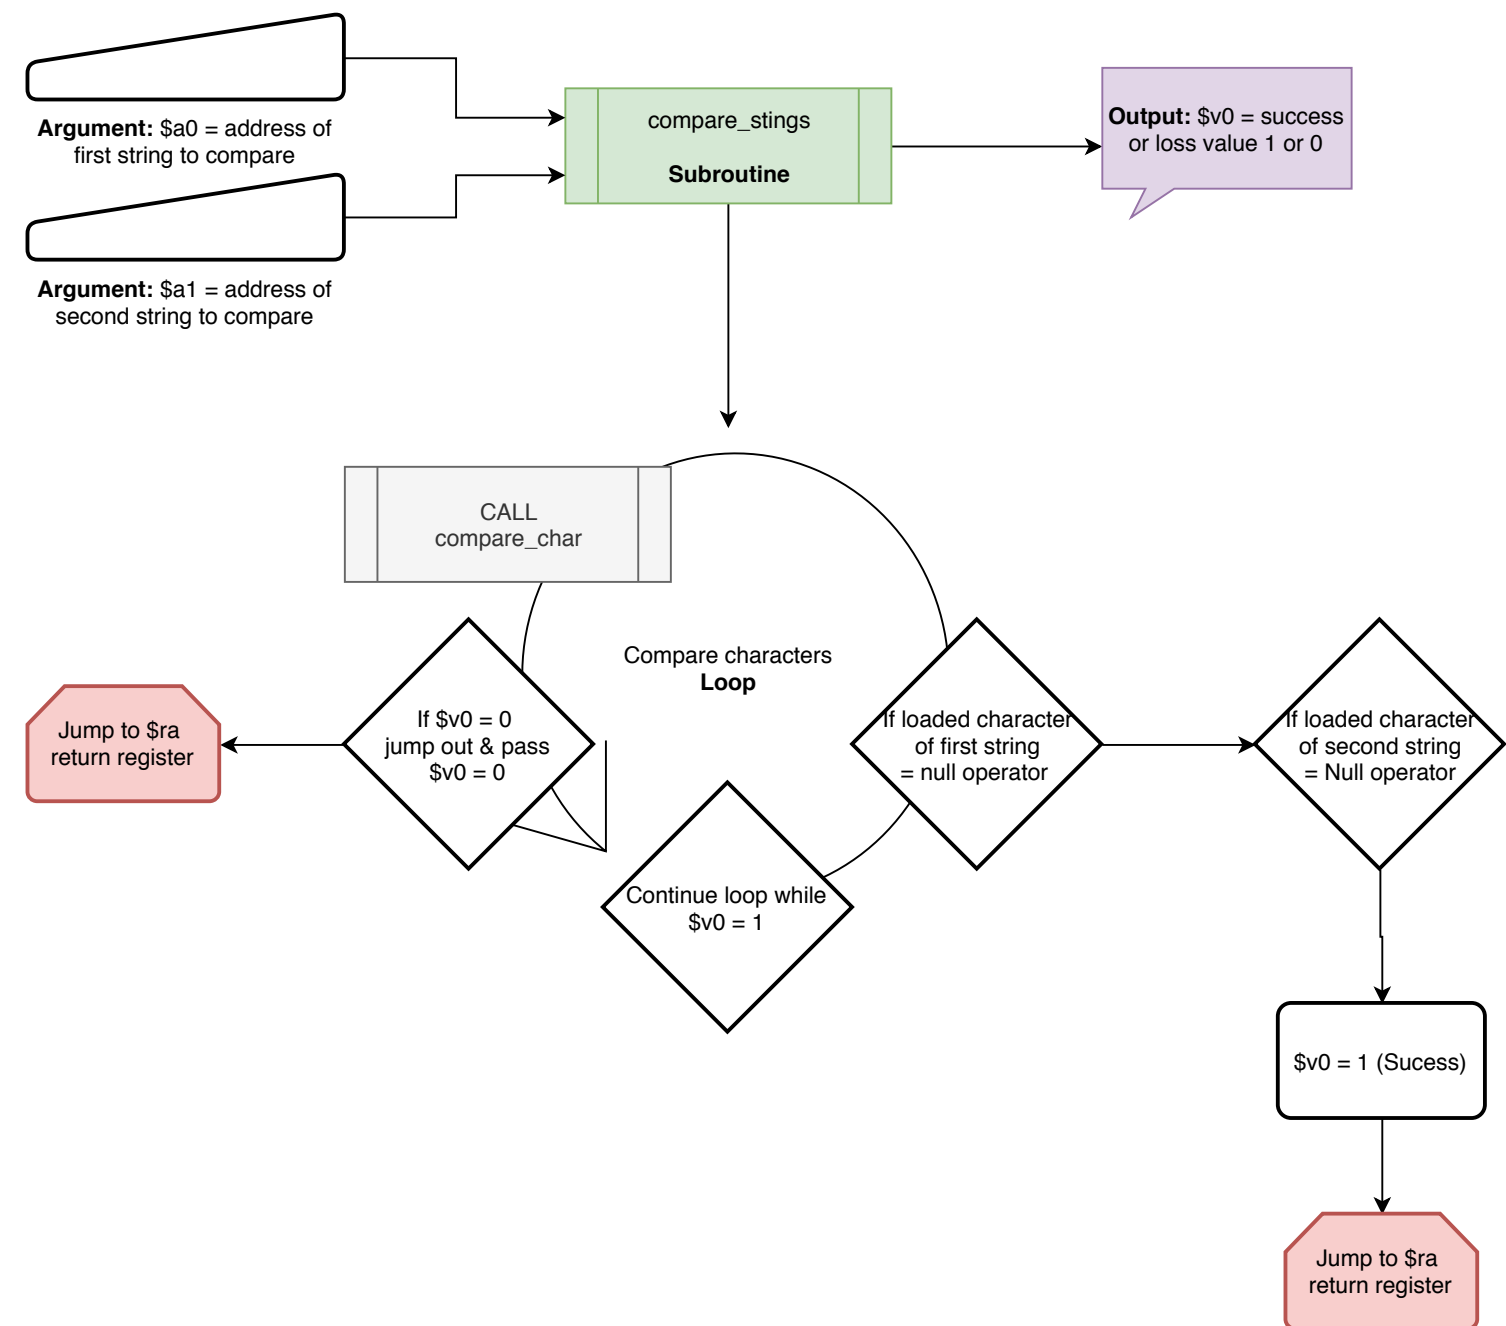 Argument: $a0 = address of
first string to compare
Argument: $a1 = address of
second string to compare
compare_stings
Subroutine
Output: $v0 = success
or loss value 1 or 0
CALL
compare_char
Compare characters
Loop
Jump to $ra
return register
If $v0 = 0
jump out & pass
$v0 = 0
Continue loop while
$v0 = 1
If loaded character
of first string
= null operator
If loaded character
of second string
= Null operator
$v0 = 1 (Sucess)
Jump to $ra
return register